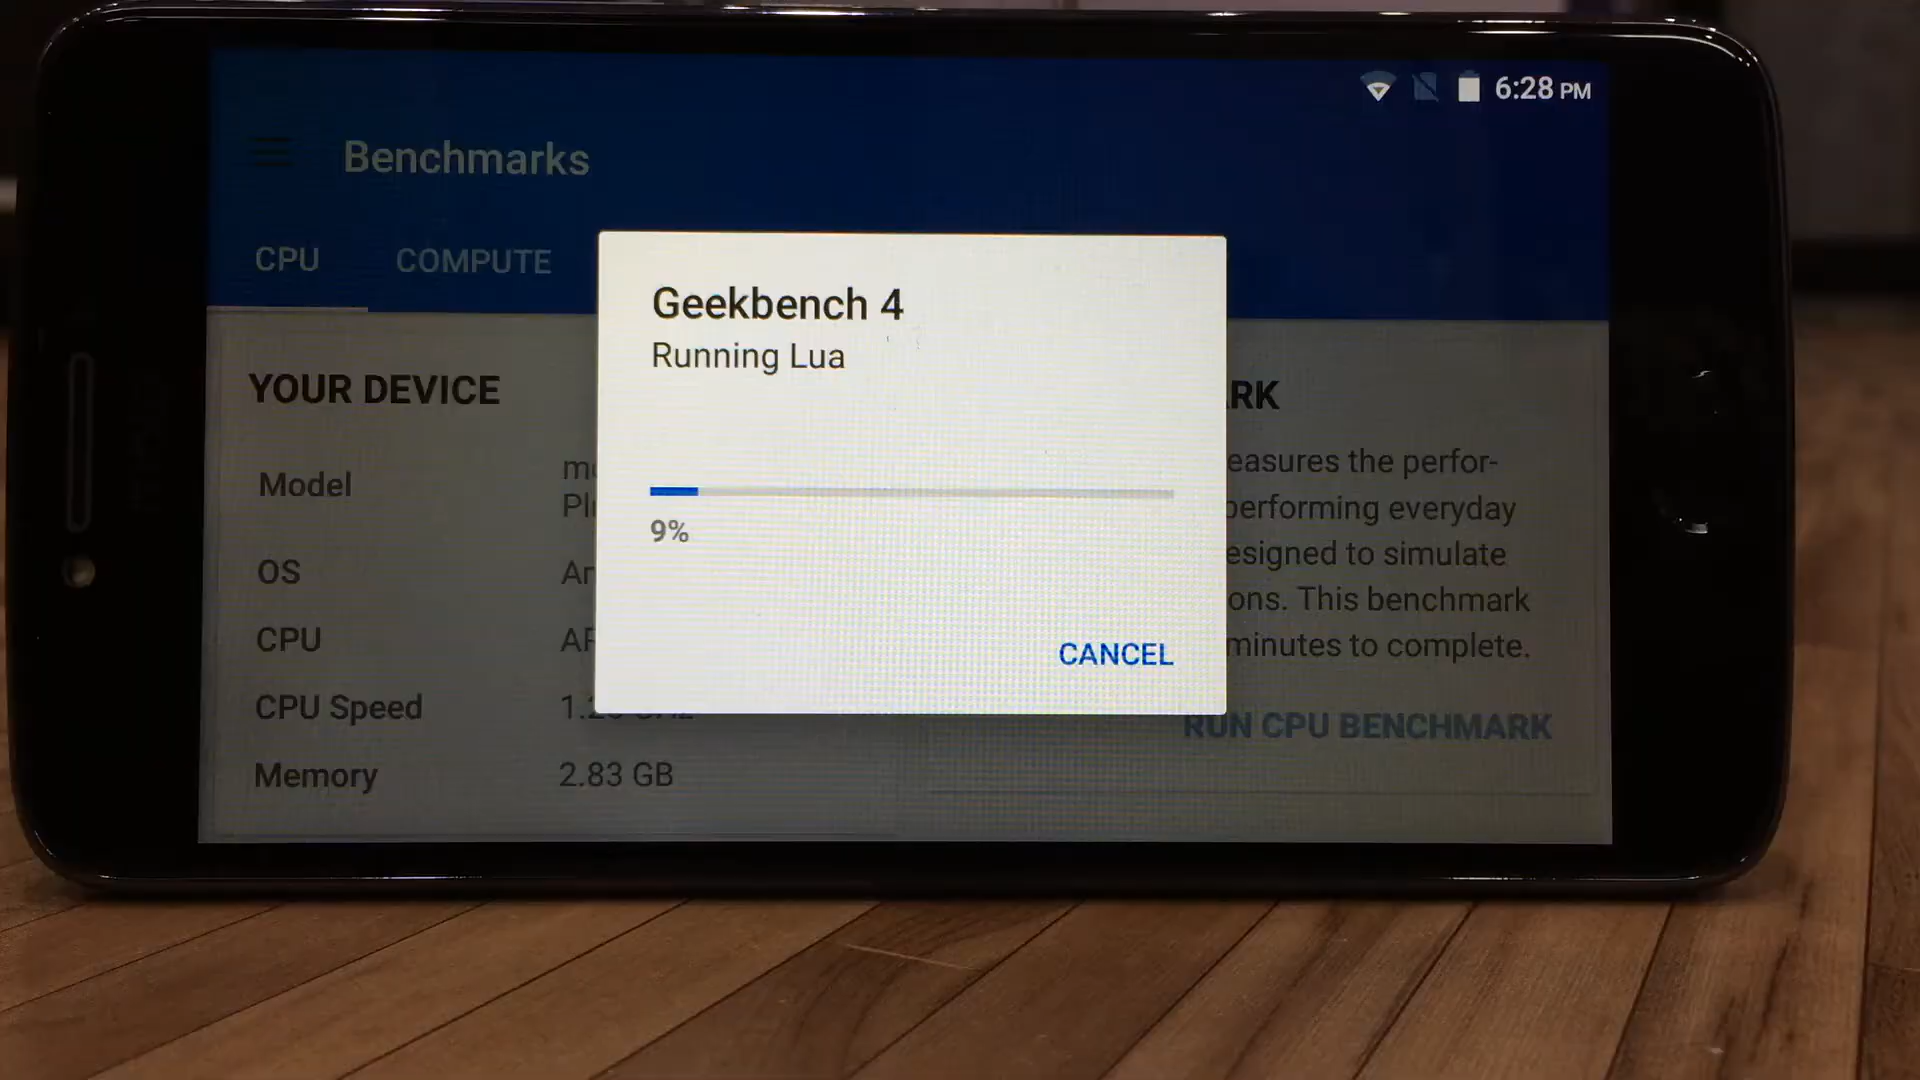 6:28 PM
Benchmarks
CPU COMPUTE
Geekbench 4
Running Lua
9%
CANCEL
YOUR DEVICE
Model
OS
CPU
CPU Speed
Memory 2.83 GB
RK
easures the perfor-
performing everyday
esigned to simulate
ons. This benchmark
minutes to complete.
RUN CPU BENCHMARK